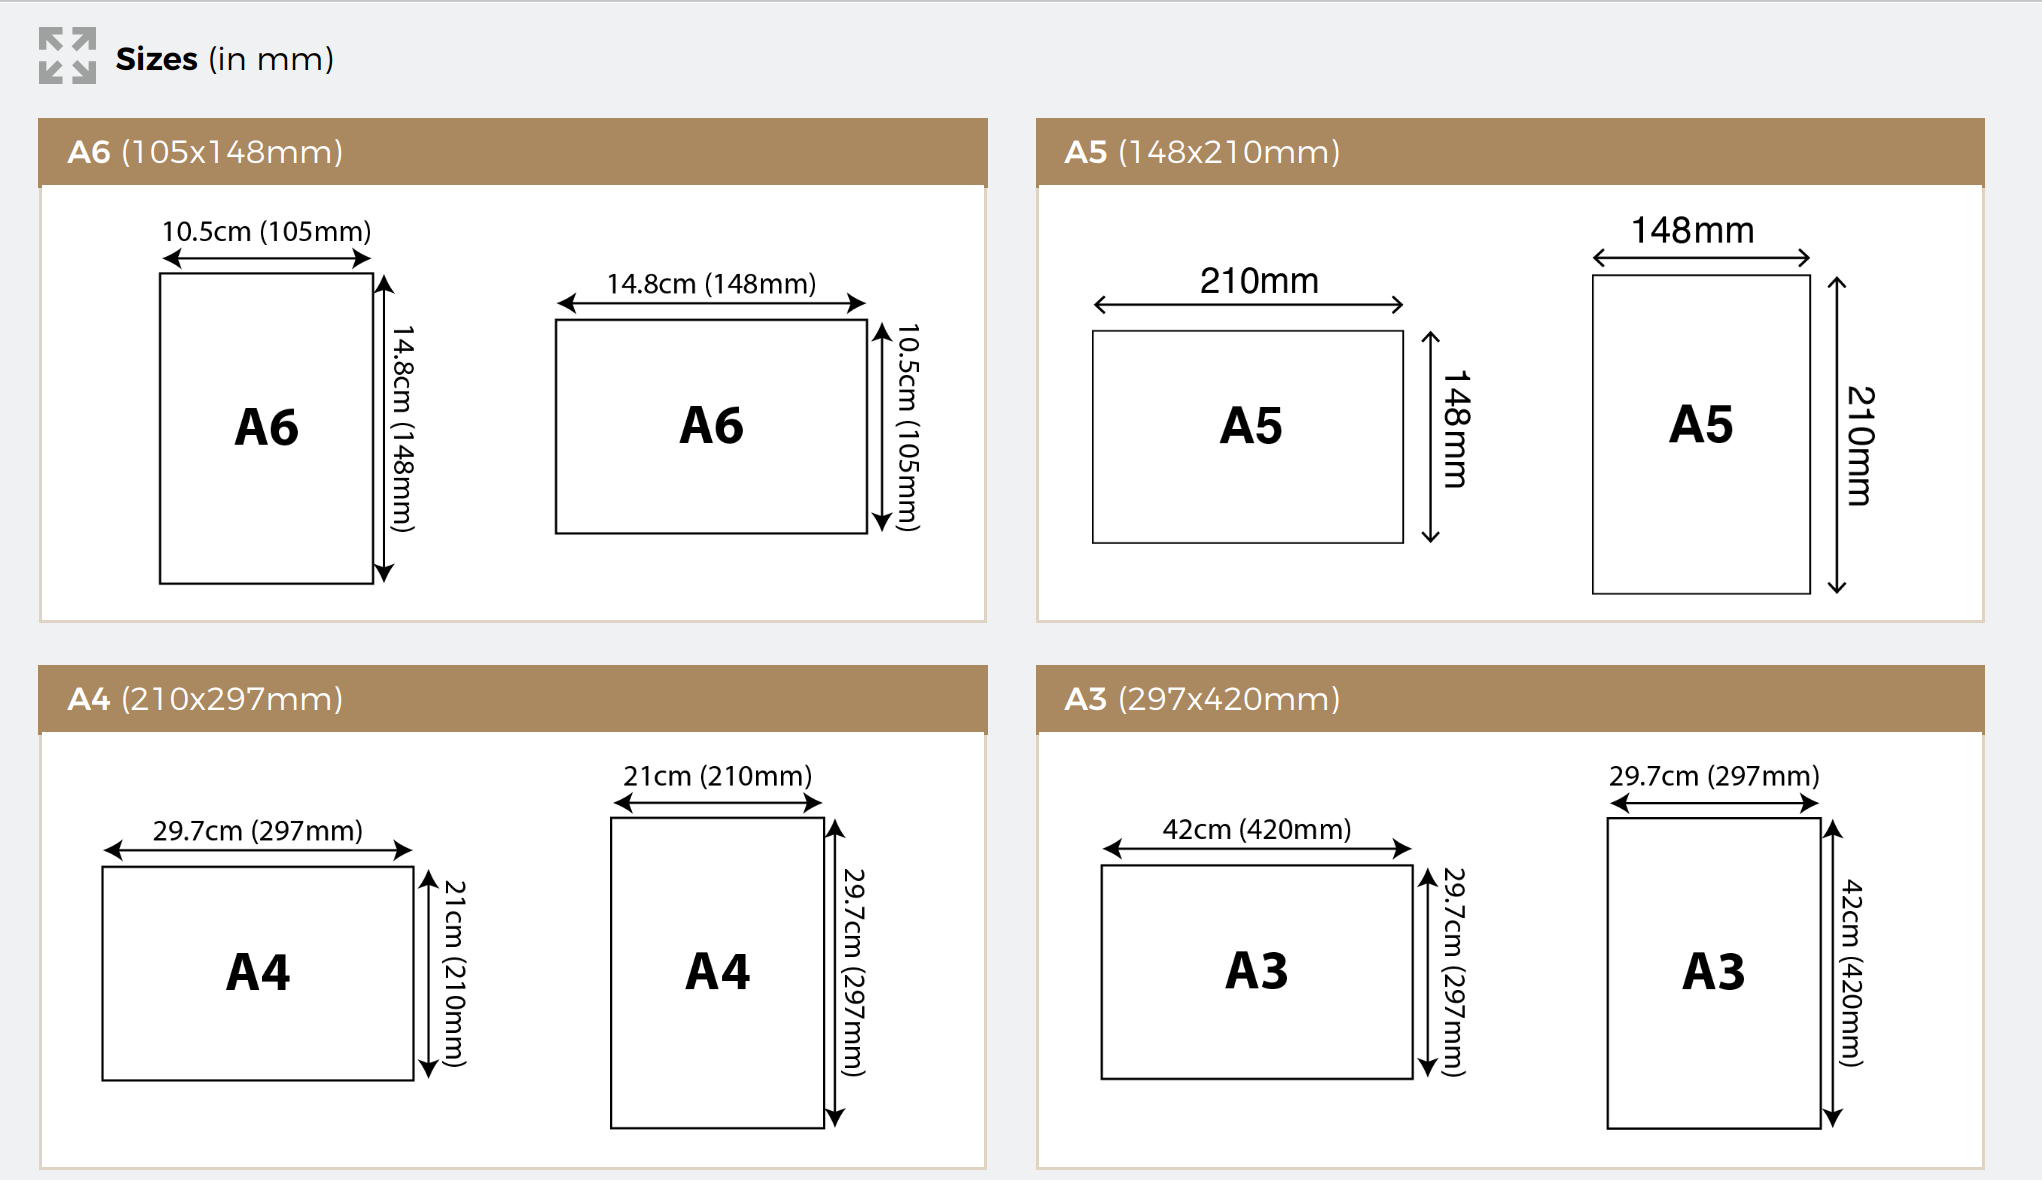 Sizes (in mm)
A6 (105x148mm)
10.5cm (105mm)
14.8cm (148mm)
A6
14.8cm (148mm)
10.5cm (105mm)
A6
A5 (148x210mm)
210mm
148mm
A5
148mm
210mm
A5
A4 (210x297mm)
29.7cm (297mm)
21cm (210mm)
A4
21cm (210mm)
29.7cm (297mm)
A4
A3 (297x420mm)
42cm (420mm)
29.7cm (297mm)
A3
29.7cm (297mm)
42cm (420mm)
A3